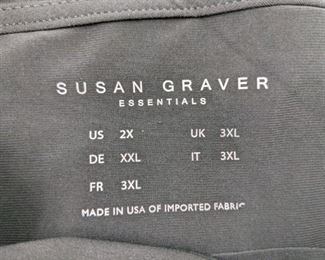 SUSAN GRAVER
ESSENTIALS
US 2X UK 3XL
DE XXL IT 3XL
FR 3XL
MADE IN USA OF IMPORTED FABRIC